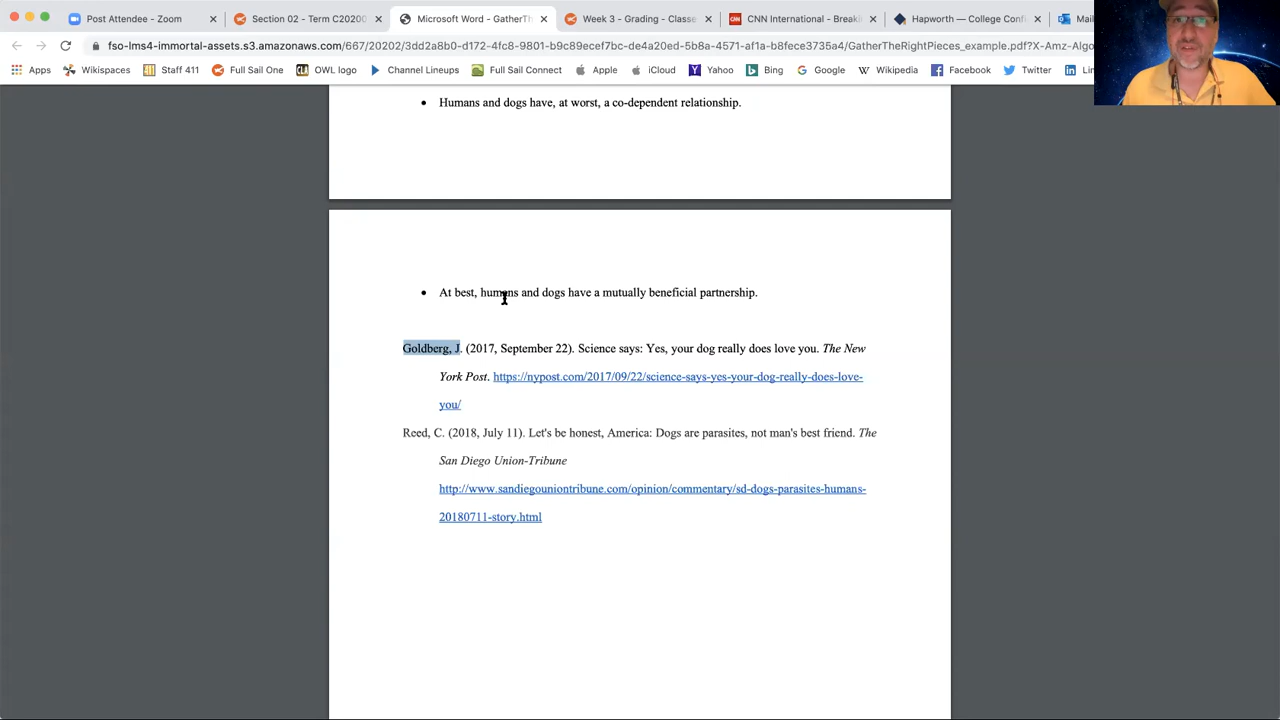 Post Attendee - Zoom
Section 02 - Term C20200
Microsoft Word - GatherTh
Week 3 - Grading - Classe
CNN International - Breaki
Hapworth — College Conf
Mail
fso-lms4-immortal-assets.s3.amazonaws.com/667/20202/3dd2a8b0-d172-4fc8-9801-b9c89ecef7bc-de4a20ed-5b8a-4571-af1a-b8fece3735a4/GatherTheRightPieces_example.pdf?X-Amz-Algo
Apps
Wikispaces
Staff 411
Full Sail One
OWL logo
Channel Lineups
Full Sail Connect
Apple
iCloud
Yahoo
Bing
Google
Wikipedia
Facebook
Twitter
• Humans and dogs have, at worst, a co-dependent relationship.
• At best, humans and dogs have a mutually beneficial partnership.
Goldberg, J. (2017, September 22). Science says: Yes, your dog really does love you. The New
York Post. https://nypost.com/2017/09/22/science-says-yes-your-dog-really-does-love-
you/
Reed, C. (2018, July 11). Let's be honest, America: Dogs are parasites, not man's best friend. The
San Diego Union-Tribune
http://www.sandiegouniontribune.com/opinion/commentary/sd-dogs-parasites-humans-
20180711-story.html